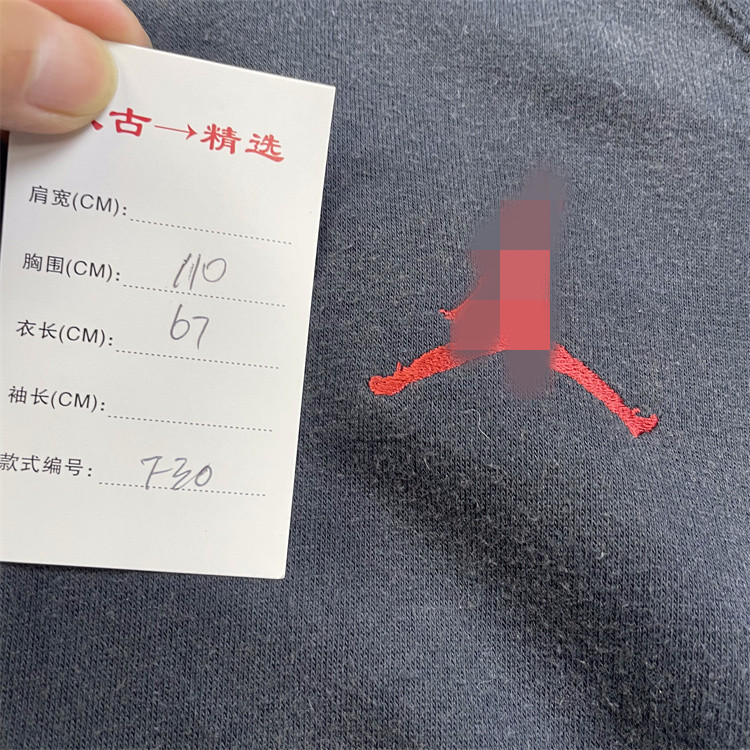 古→精选
肩宽(CM):
胸围(CM): 110
衣长(CM): 67
袖长(CM):
款式编号: 730